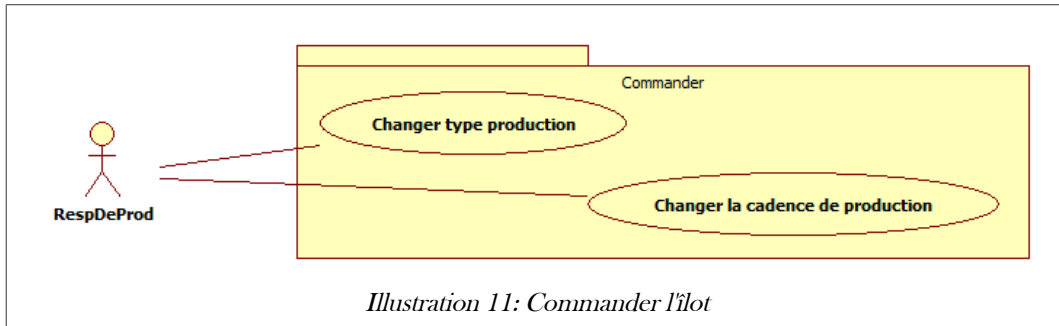 Commander
Changer type production
RespDeProd
Changer la cadence de production
Illustration 11: Commander l'îlot